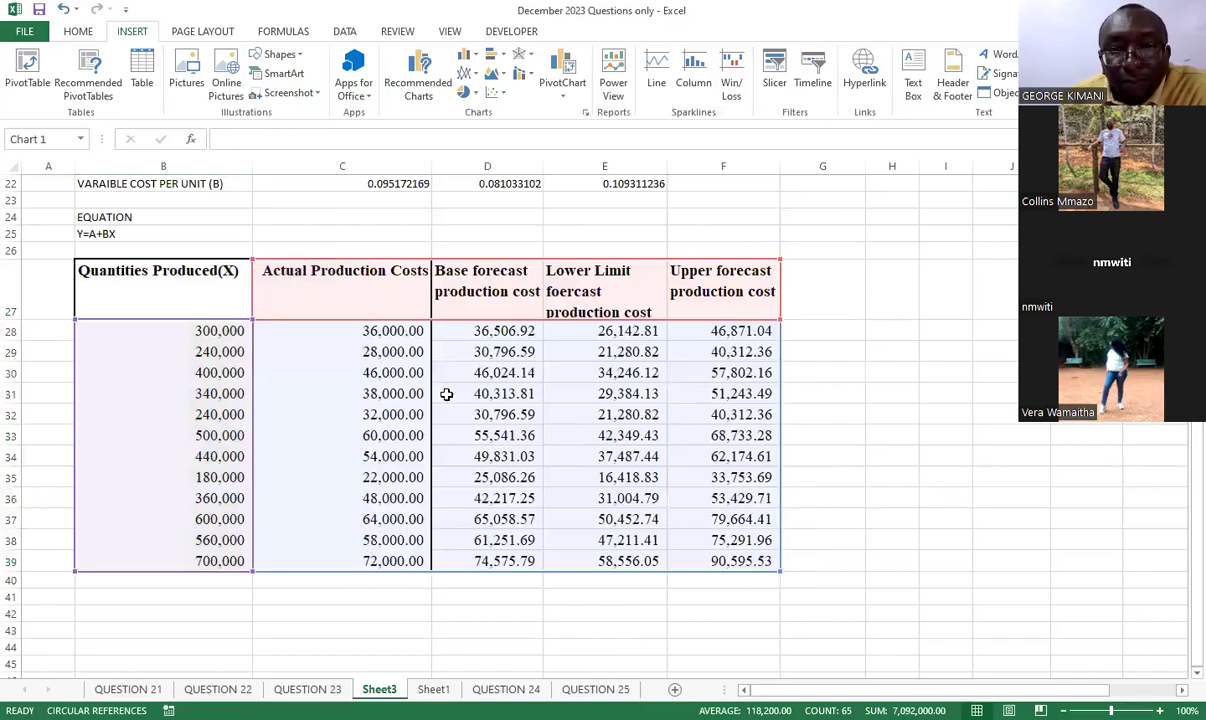 December 2023 Questions only - Excel
FILE HOME INSERT PAGE LAYOUT FORMULAS DATA REVIEW VIEW DEVELOPER
PivotTable Recommended PivotTables Table Pictures Online Pictures Shapes SmartArt Screenshot Apps for Office Recommended Charts PivotChart Power View Line Column Win/Loss Slicer Timeline Hyperlink Text Box Header & Footer
Tables Illustrations Apps Charts Reports Sparklines Filters Links Text
GEORGE KIMANI
Chart 1 fx
A B C D E F G H I J
22 VARAIBLE COST PER UNIT (B) 0.095172169 0.081033102 0.109311236
23
24 EQUATION
25 Y=A+BX
26
27 Quantities Produced(X) Actual Production Costs Base forecast production cost Lower Limit foercast production cost Upper forecast production cost
28 300,000 36,000.00 36,506.92 26,142.81 46,871.04
29 240,000 28,000.00 30,796.59 21,280.82 40,312.36
30 400,000 46,000.00 46,024.14 34,246.12 57,802.16
31 340,000 38,000.00 40,313.81 29,384.13 51,243.49
32 240,000 32,000.00 30,796.59 21,280.82 40,312.36
33 500,000 60,000.00 55,541.36 42,349.43 68,733.28
34 440,000 54,000.00 49,831.03 37,487.44 62,174.61
35 180,000 22,000.00 25,086.26 16,418.83 33,753.69
36 360,000 48,000.00 42,217.25 31,004.79 53,429.71
37 600,000 64,000.00 65,058.57 50,452.74 79,664.41
38 560,000 58,000.00 61,251.69 47,211.41 75,291.96
39 700,000 72,000.00 74,575.79 58,556.05 90,595.53
40
41
42
43
44
45
Collins Mmazo
nmwiti
nmwiti
Vera Wamaitha
QUESTION 21 QUESTION 22 QUESTION 23 Sheet3 Sheet1 QUESTION 24 QUESTION 25
READY CIRCULAR REFERENCES AVERAGE: 118,200.00 COUNT: 65 SUM: 7,092,000.00 100%